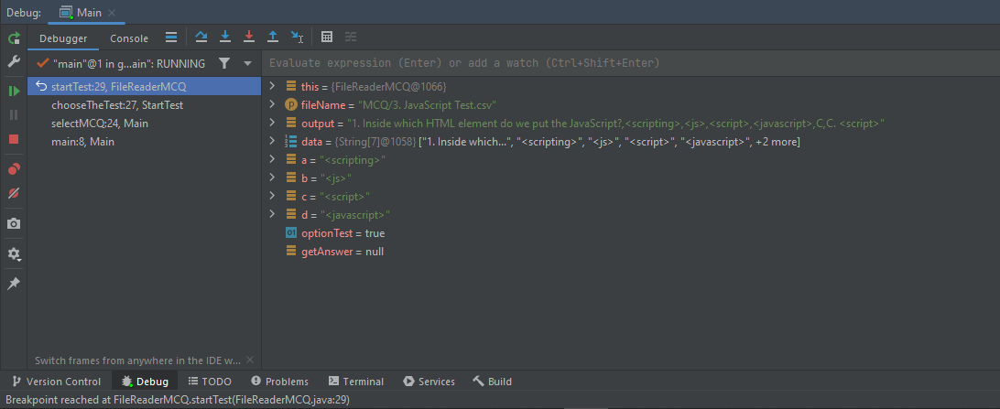 Debug: Main
Debugger Console
"main"@1 in g...ain": RUNNING
Evaluate expression (Enter) or add a watch (Ctrl+Shift+Enter)
startTest:29, FileReaderMCQ
chooseTheTest:27, StartTest
selectMCQ:24, Main
main:8, Main
this = {FileReaderMCQ@1066}
fileName = "MCQ/3. JavaScript Test.csv"
output = "1. Inside which HTML element do we put the JavaScript?,<scripting>,<js>,<script>,<javascript>,C,C. <script>"
data = {String[7]@1058} ["1. Inside which...", "<scripting>", "<js>", "<script>", "<javascript>", +2 more]
a = "<scripting>"
b = "<js>"
c = "<script>"
d = "<javascript>"
optionTest = true
getAnswer = null
Switch frames from anywhere in the IDE w...
Version Control Debug TODO Problems Terminal Services Build
Breakpoint reached at FileReaderMCQ.startTest(FileReaderMCQ.java:29)